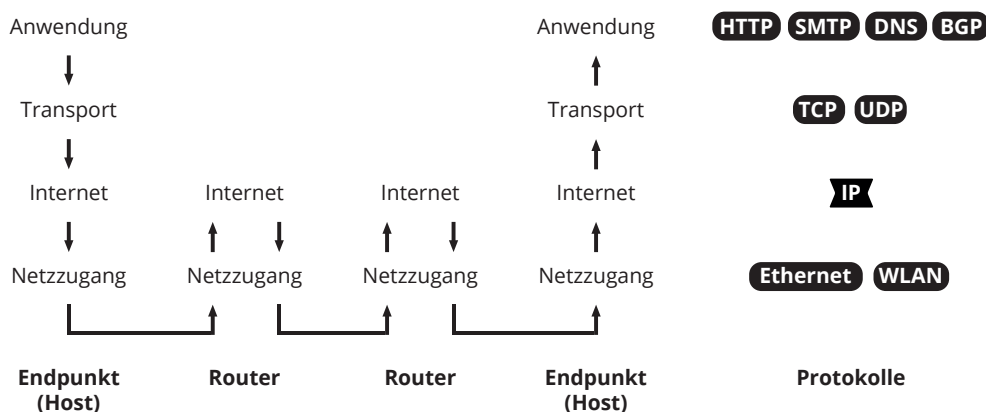 Anwendung Anwendung HTTP SMTP DNS BGP
Transport Transport TCP UDP
Internet Internet Internet Internet IP
Netzzugang Netzzugang Netzzugang Netzzugang Ethernet WLAN
Endpunkt Router Router Endpunkt Protokolle
(Host) (Host)